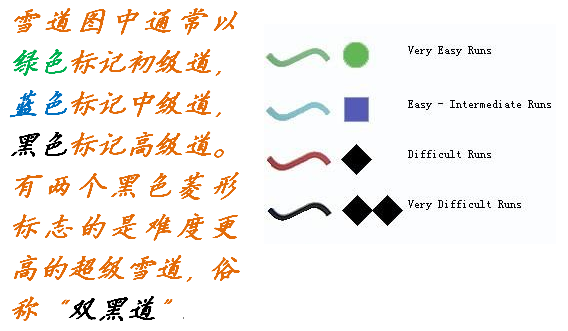 雪道图中通常以
绿色标记初级道,
蓝色标记中级道,
黑色标记高级道。
有两个黑色菱形
标志的是难度更
高的超级雪道, 俗
称“双黑道”.
Very Easy Runs
Easy - Intermediate Runs
Difficult Runs
Very Difficult Runs